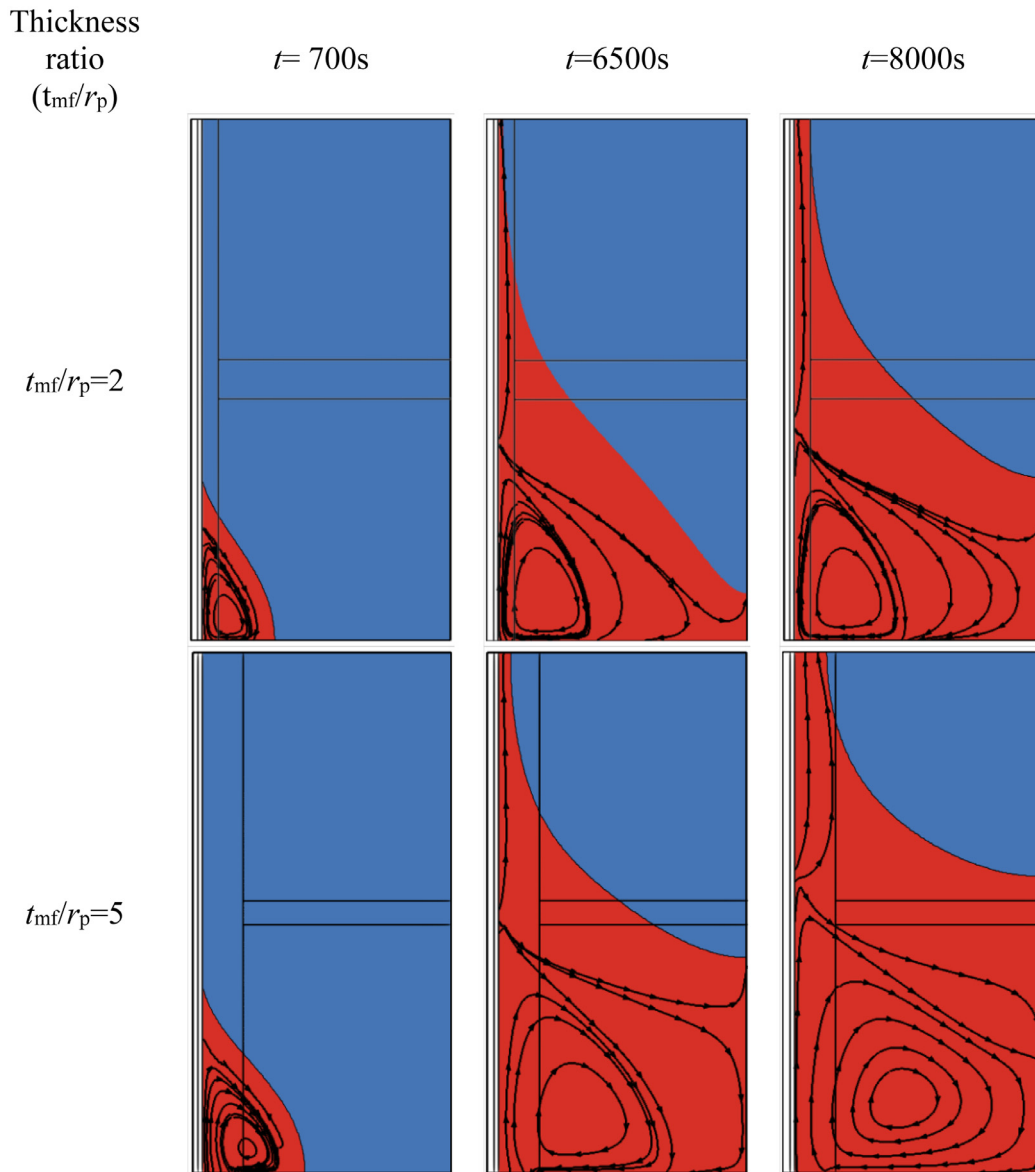 Thickness
ratio
(tmf/rp)
t= 700s
t=6500s
t=8000s
tmf/rp=2
tmf/rp=5